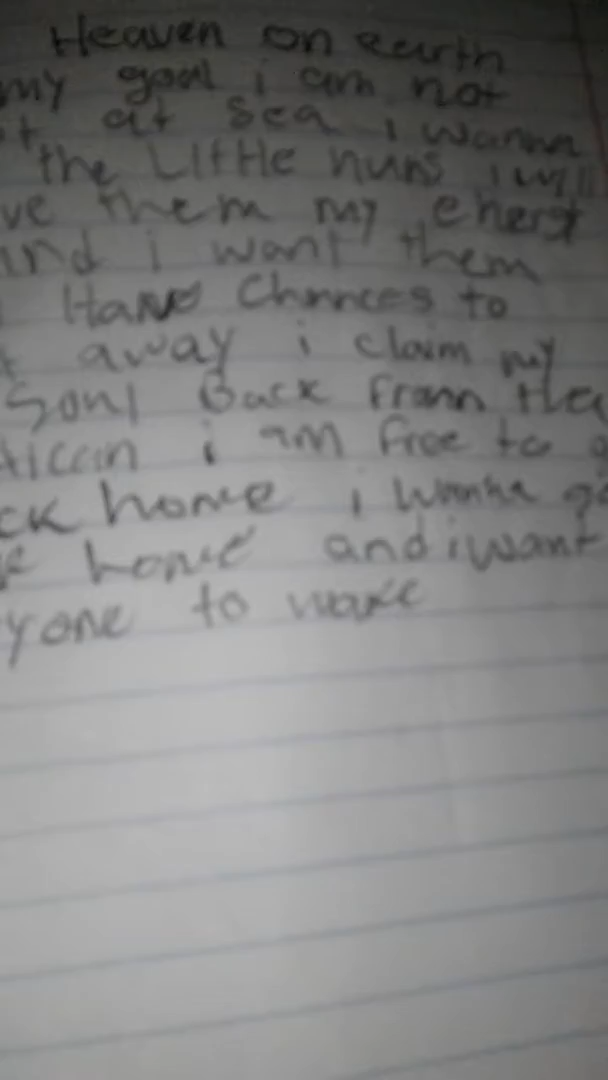 Heaven on earth
my goal i am not
at sea i wanna
the Little nuns i will
ve them my energ
and i want them
Have Chances to
away i claim my
Soul Back From the
ticcan i am free to g
ck home i wanna go
home and i want
yone to wake